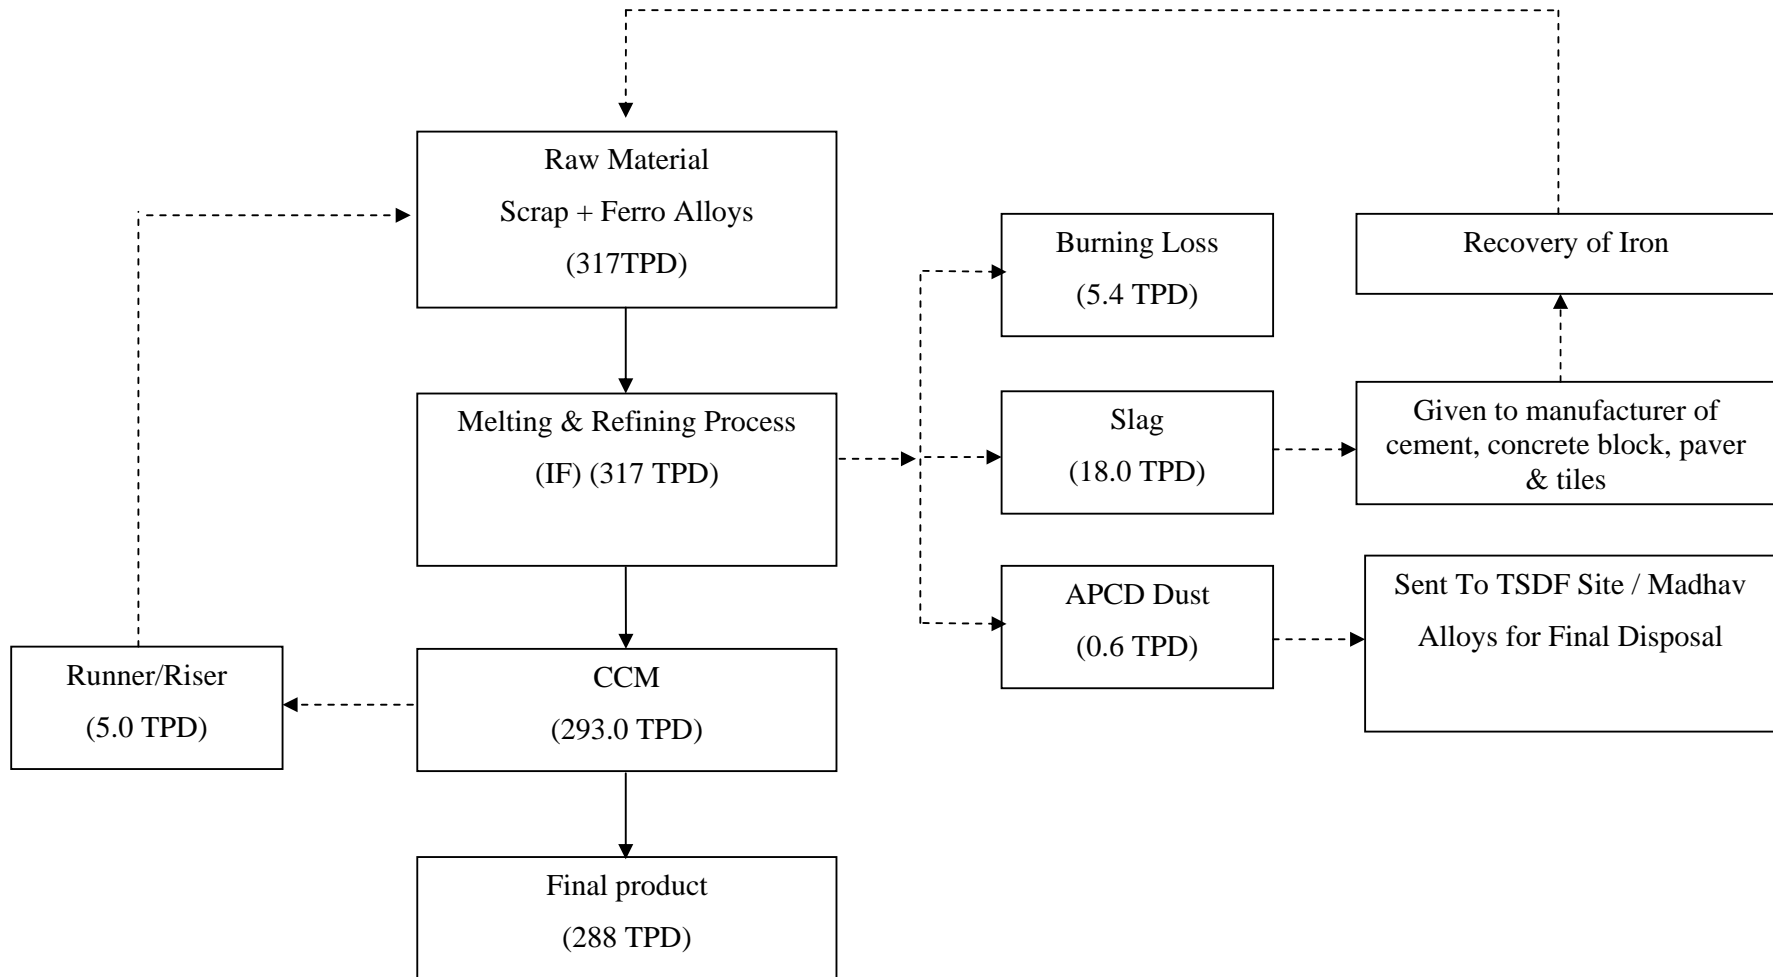 Raw Material
Scrap + Ferro Alloys
(317TPD)
Burning Loss
(5.4 TPD)
Recovery of Iron
Melting & Refining Process
(IF) (317 TPD)
Slag
(18.0 TPD)
Given to manufacturer of
cement, concrete block, paver
& tiles
APCD Dust
(0.6 TPD)
Sent To TSDF Site / Madhav
Alloys for Final Disposal
Runner/Riser
(5.0 TPD)
CCM
(293.0 TPD)
Final product
(288 TPD)